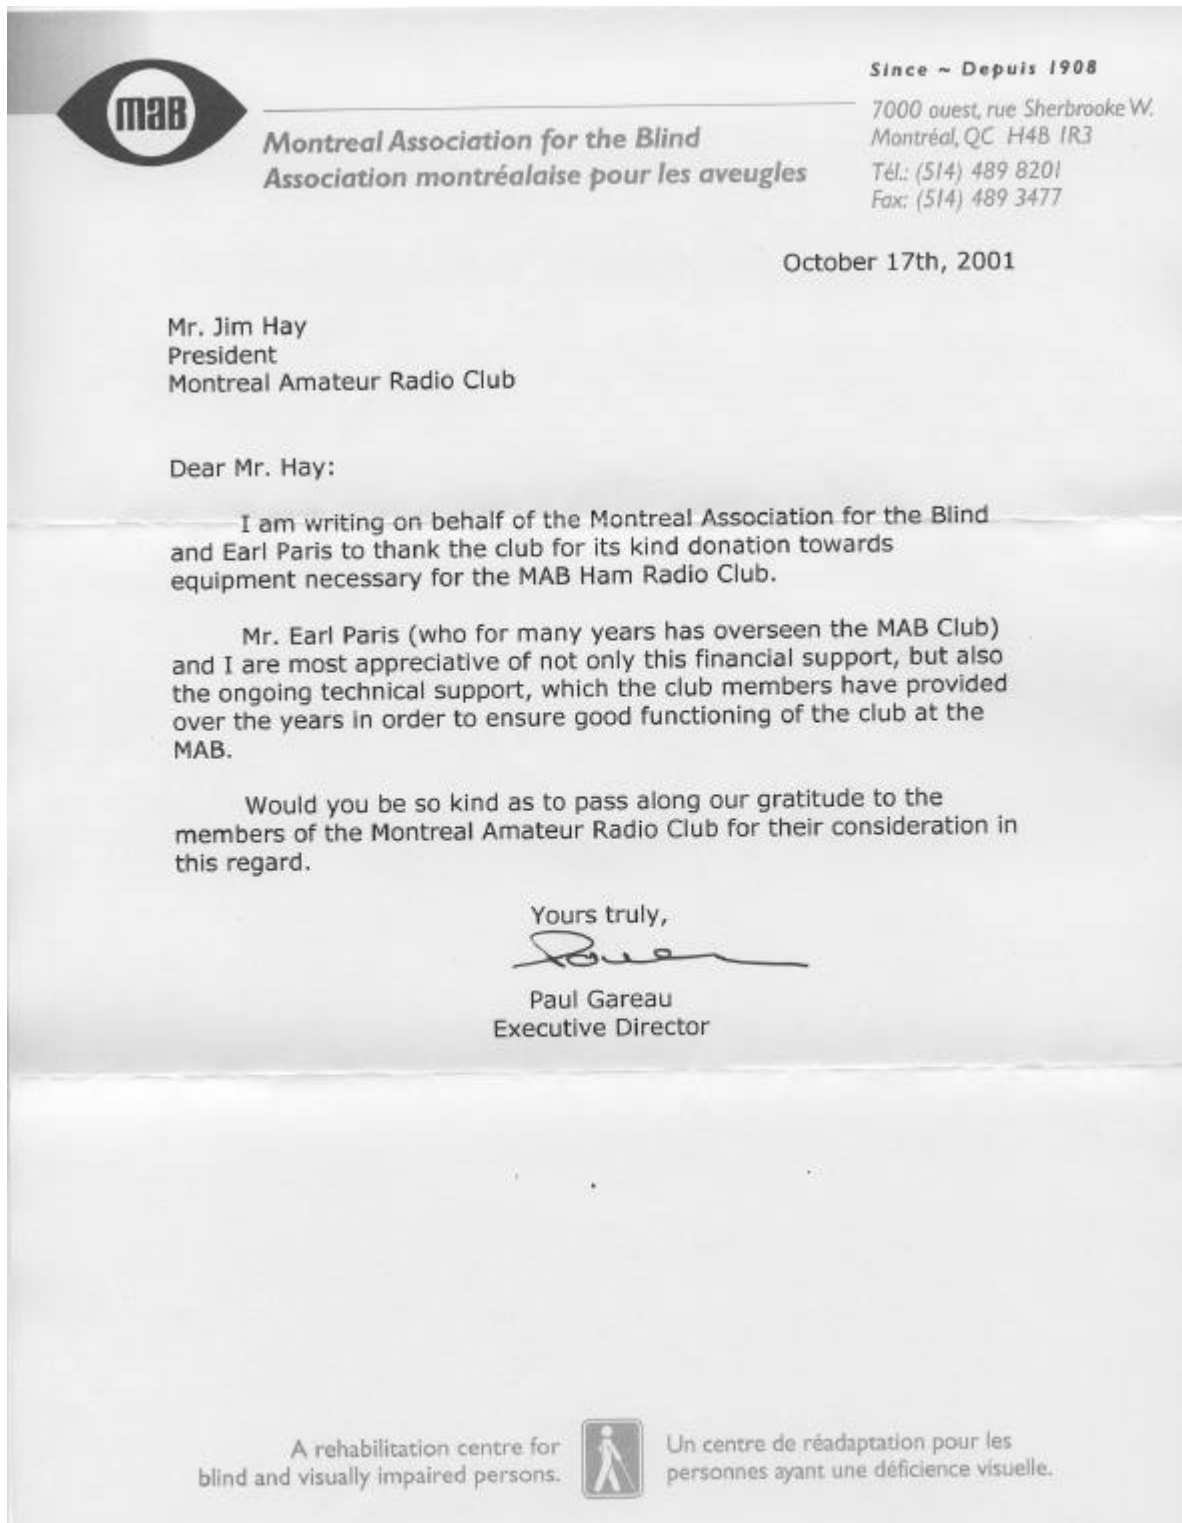 maB
Since ~ Depuis 1908
7000 ouest, rue Sherbrooke W.
Montréal, QC H4B 1R3
Tél.: (514) 489 8201
Fax: (514) 489 3477
Montreal Association for the Blind
Association montréalaise pour les aveugles
October 17th, 2001
Mr. Jim Hay
President
Montreal Amateur Radio Club
Dear Mr. Hay:
I am writing on behalf of the Montreal Association for the Blind
and Earl Paris to thank the club for its kind donation towards
equipment necessary for the MAB Ham Radio Club.
Mr. Earl Paris (who for many years has overseen the MAB Club)
and I are most appreciative of not only this financial support, but also
the ongoing technical support, which the club members have provided
over the years in order to ensure good functioning of the club at the
MAB.
Would you be so kind as to pass along our gratitude to the
members of the Montreal Amateur Radio Club for their consideration in
this regard.
Yours truly,
Paul Gareau
Executive Director
A rehabilitation centre for
blind and visually impaired persons.
Un centre de réadaptation pour les
personnes ayant une déficience visuelle.